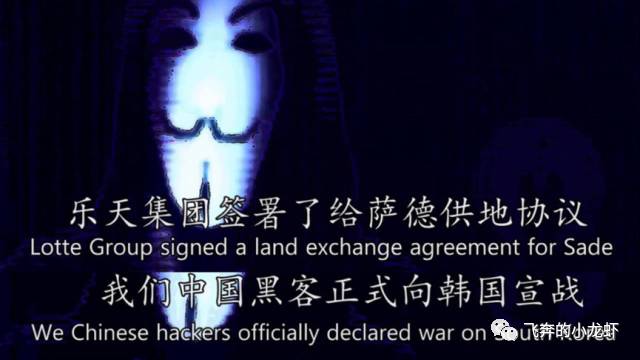 乐天集团签署了给萨德供地协议
Lotte Group signed a land exchange agreement for Sade
我们中国黑客正式向韩国宣战
We Chinese hackers officially declared war on South Korea
飞奔的小龙虾